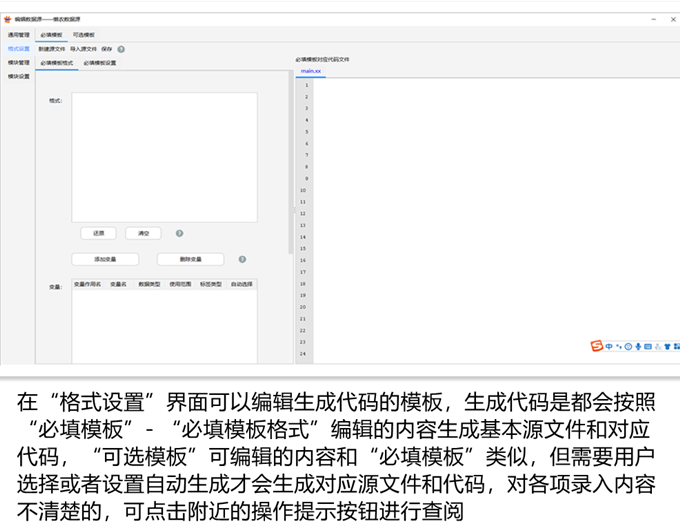 编辑数据源——懒农数据源
通用管理
必填模板
可选模板
格式设置
新建源文件
导入源文件
保存
?
模块管理
必填模板格式
必填模板设置
模块设置
必填模板对应代码文件
main.xx
格式:
1
2
3
4
5
6
7
8
9
10
11
12
13
14
15
16
17
18
19
20
21
22
23
24
还原
清空
?
添加变量
删除变量
?
变量:
变量作用名
变量名
数据类型
使用范围
标签类型
自动选择
S
中
在“格式设置”界面可以编辑生成代码的模板，生成代码是都会按照
“必填模板”-“必填模板格式”编辑的内容生成基本源文件和对应
代码，“可选模板”可编辑的内容和“必填模板”类似，但需要用户
选择或者设置自动生成才会生成对应源文件和代码，对各项录入内容
不清楚的，可点击附近的操作提示按钮进行查阅